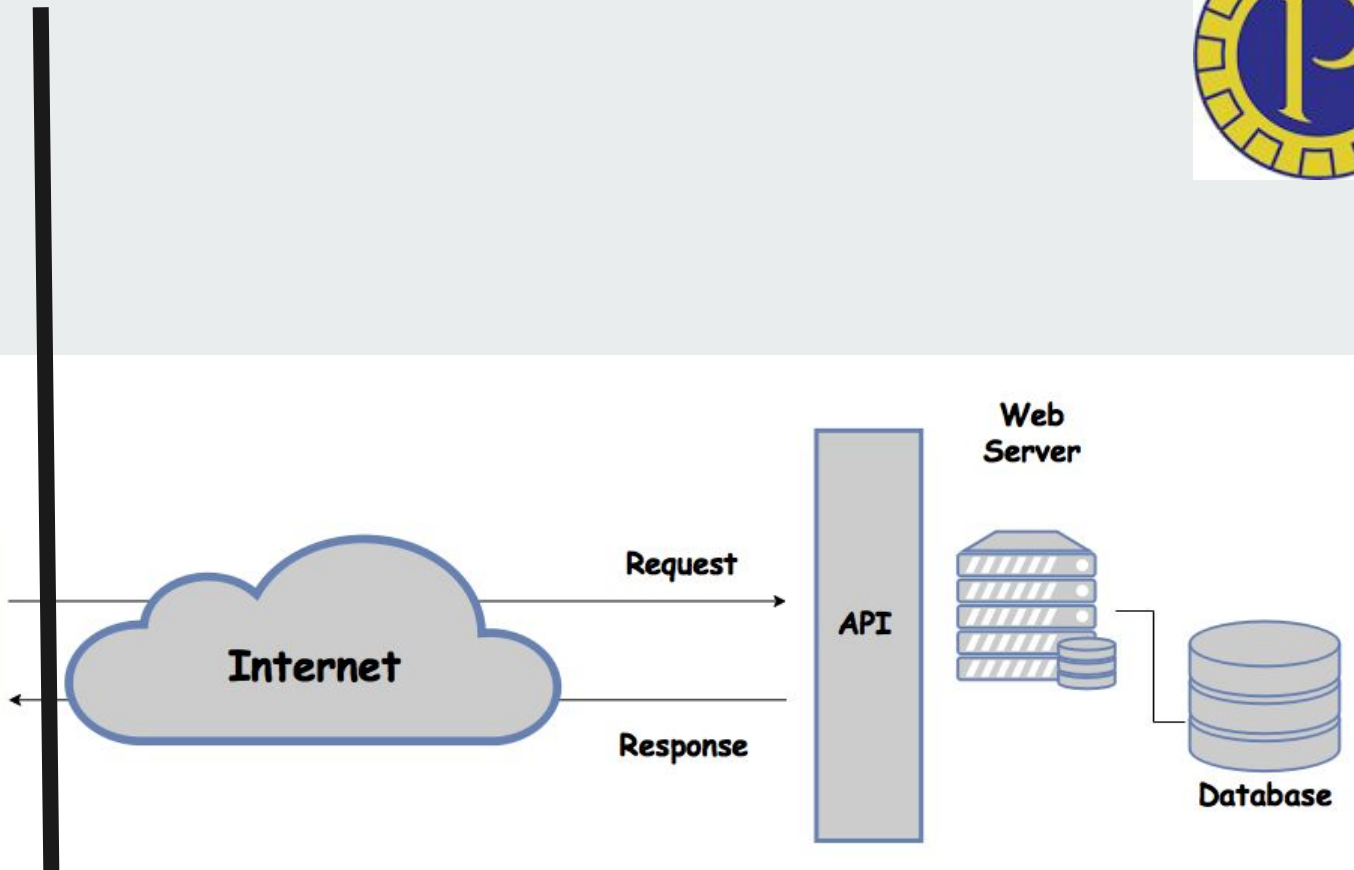 Web
Server
Request
API
Internet
Response
Database